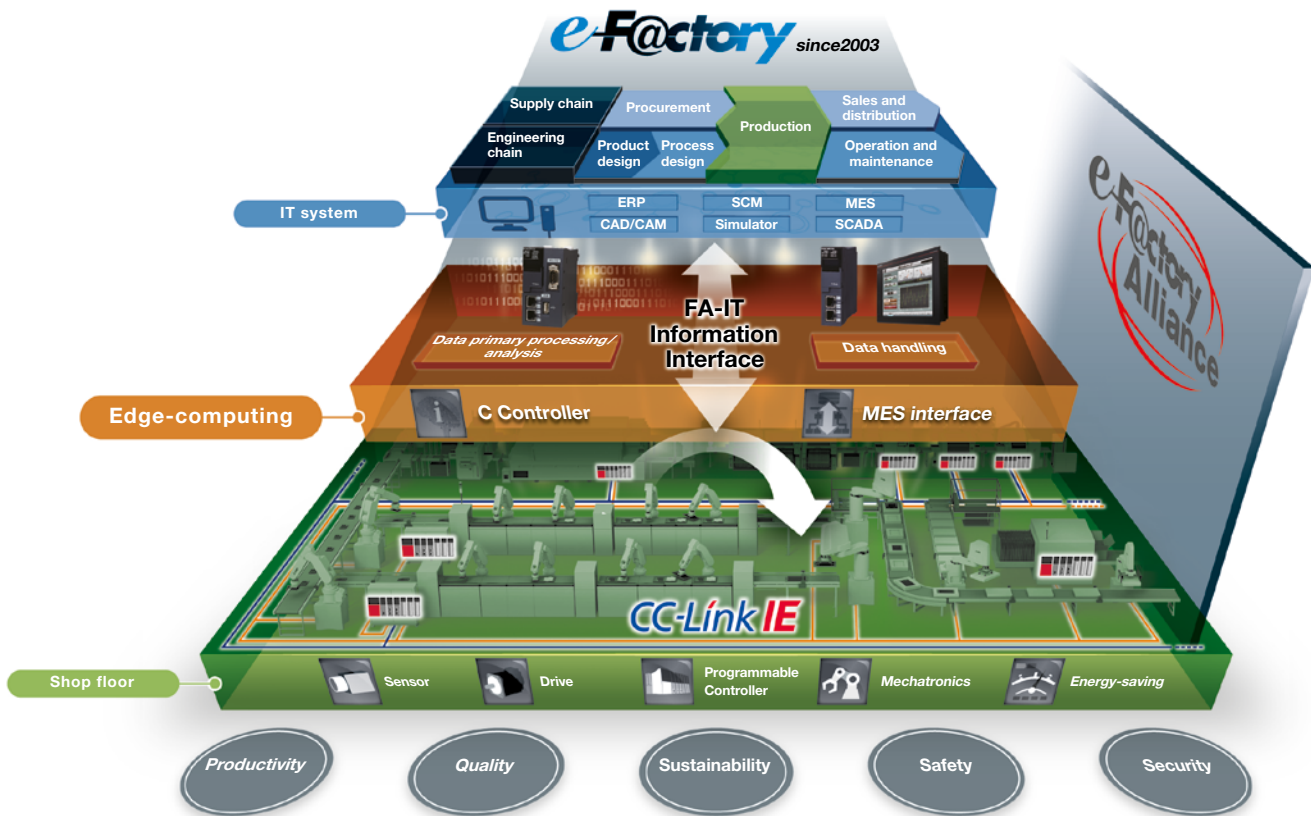 e-F@ctory since2003
Supply chain
Procurement
Production
Sales and
distribution
Engineering
chain
Product
design
Process
design
Operation and
maintenance
IT system
ERP
SCM
MES
CAD/CAM
Simulator
SCADA
e-F@ctory
Alliance
FA-IT
Information
Interface
Data primary processing/
analysis
Data handling
Edge-computing
C Controller
MES interface
CC-Link IE
Shop floor
Sensor
Drive
Programmable
Controller
Mechatronics
Energy-saving
Productivity
Quality
Sustainability
Safety
Security